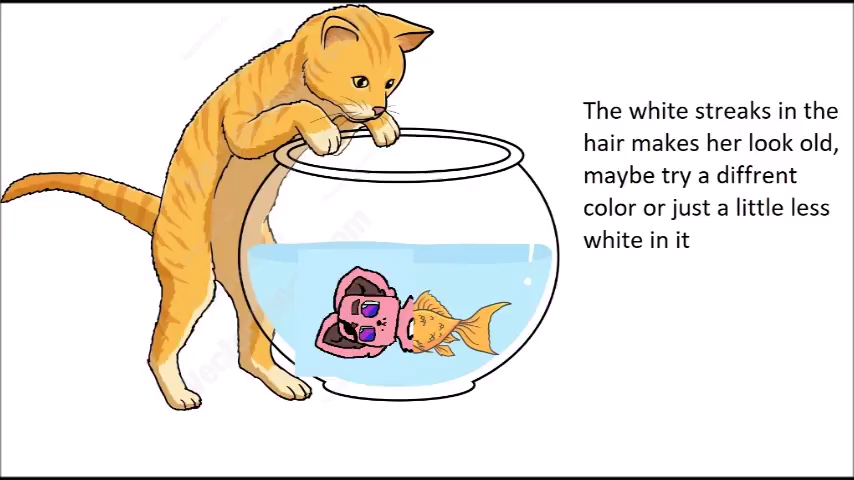 The white streaks in the
hair makes her look old,
maybe try a diffrent
color or just a little less
white in it